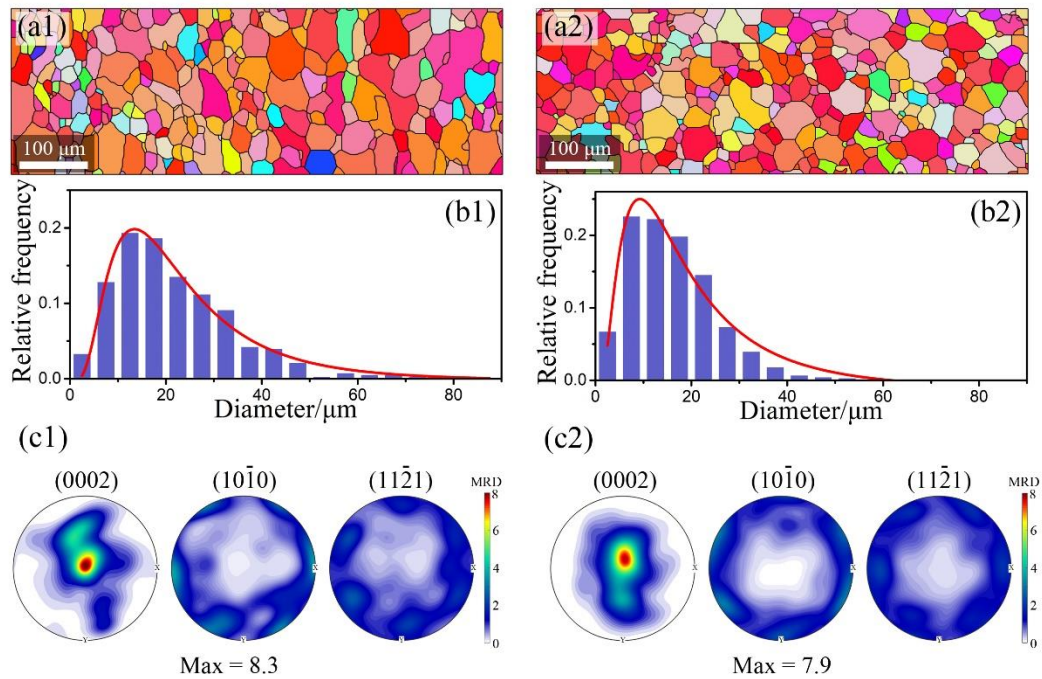 (a1)
100 μm
(a2)
100 μm
(b1)
Relative frequency
0.2
0.1
0.0
0
20
40
60
80
Diameter/μm
(b2)
Relative frequency
0.2
0.1
0.0
0
20
40
60
80
Diameter/μm
(c1)
(0002)
(101̄0)
(112̄1)
MRD
8
6
4
2
0
X
X
X
Y
Y
Y
Max = 8.3
(c2)
(0002)
(101̄0)
(112̄1)
MRD
8
6
4
2
0
X
X
X
Y
Y
Y
Max = 7.9